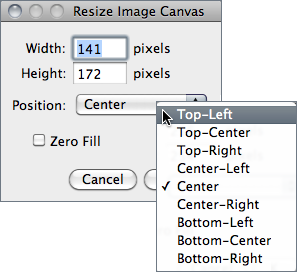 Resize Image Canvas
Width: 141 pixels
Height: 172 pixels
Position: Center
Top-Left
Top-Center
Top-Right
Center-Left
✓ Center
Center-Right
Bottom-Left
Bottom-Center
Bottom-Right
Zero Fill
Cancel